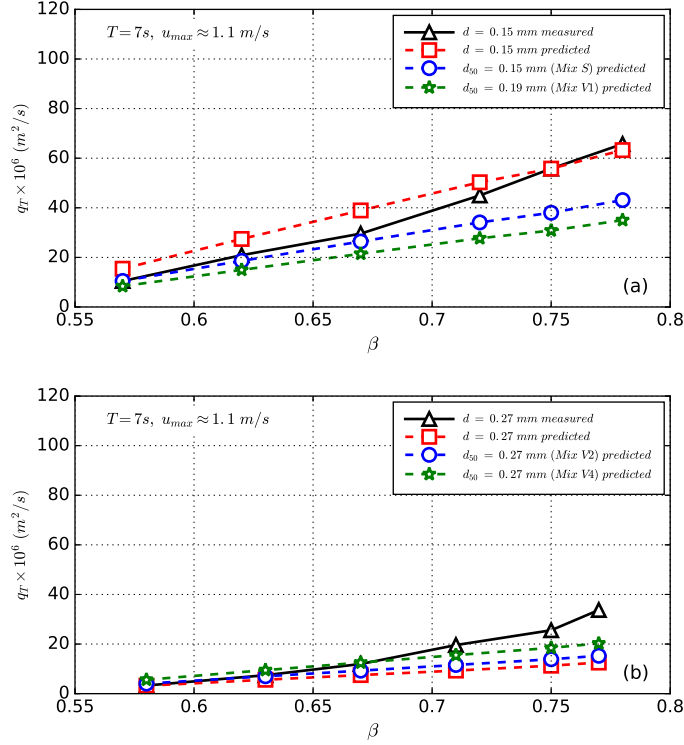 T = 7s, u_max ≈ 1.1 m/s
d = 0.15 mm measured
d = 0.15 mm predicted
d_50 = 0.15 mm (Mix S) predicted
d_50 = 0.19 mm (Mix V1) predicted
120
100
80
60
40
20
0
q_T × 10^6 (m^2/s)
(a)
0.55 0.6 0.65 0.7 0.75 0.8
β
T = 7s, u_max ≈ 1.1 m/s
d = 0.27 mm measured
d = 0.27 mm predicted
d_50 = 0.27 mm (Mix V2) predicted
d_50 = 0.27 mm (Mix V4) predicted
120
100
80
60
40
20
0
q_T × 10^6 (m^2/s)
(b)
0.55 0.6 0.65 0.7 0.75 0.8
β